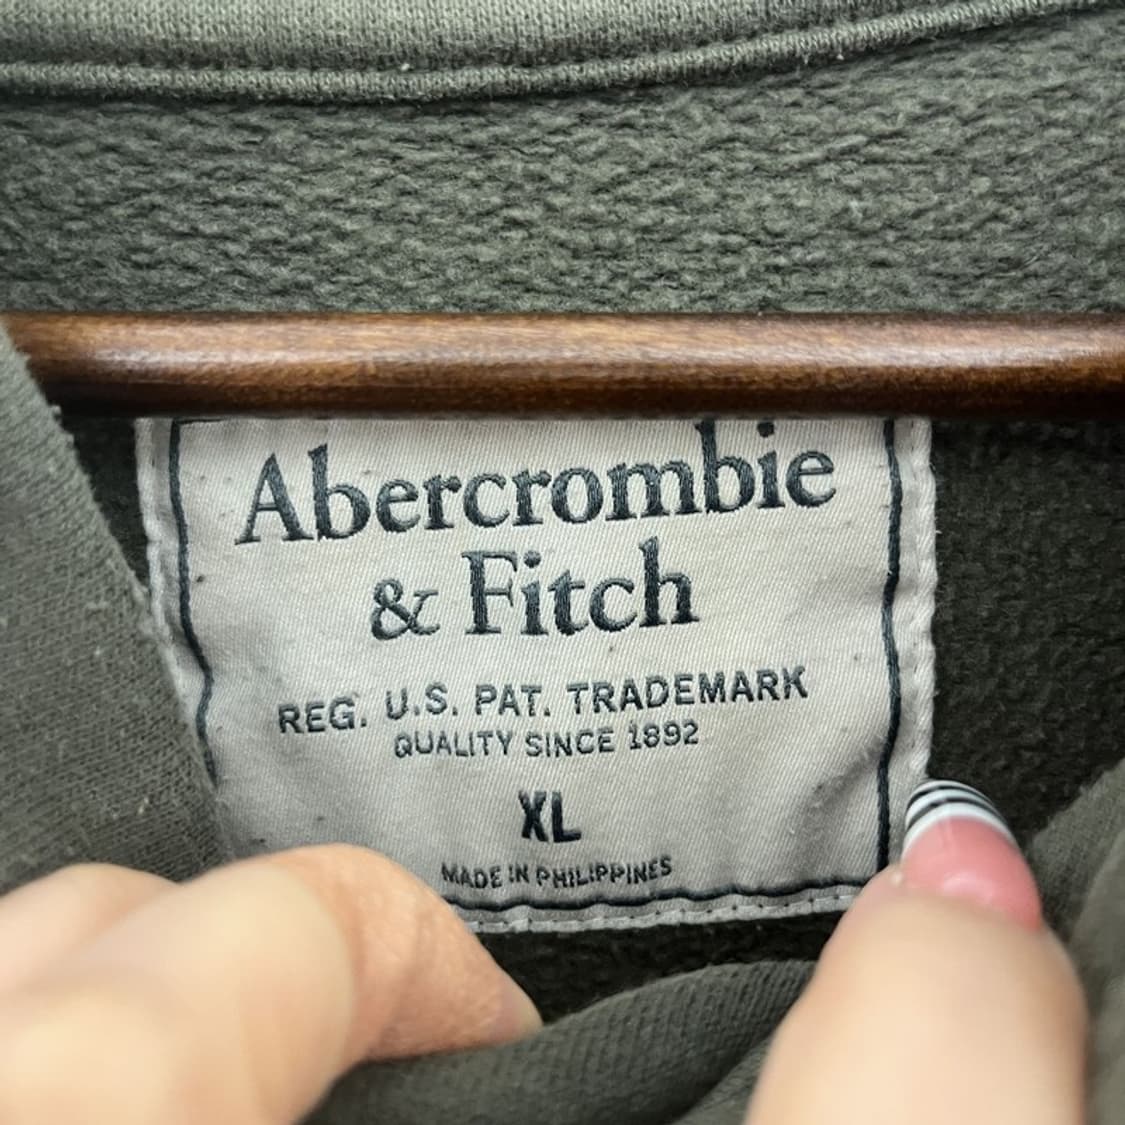 Abercrombie
& Fitch
REG. U.S. PAT. TRADEMARK
QUALITY SINCE 1892
XL
MADE IN PHILIPPINES